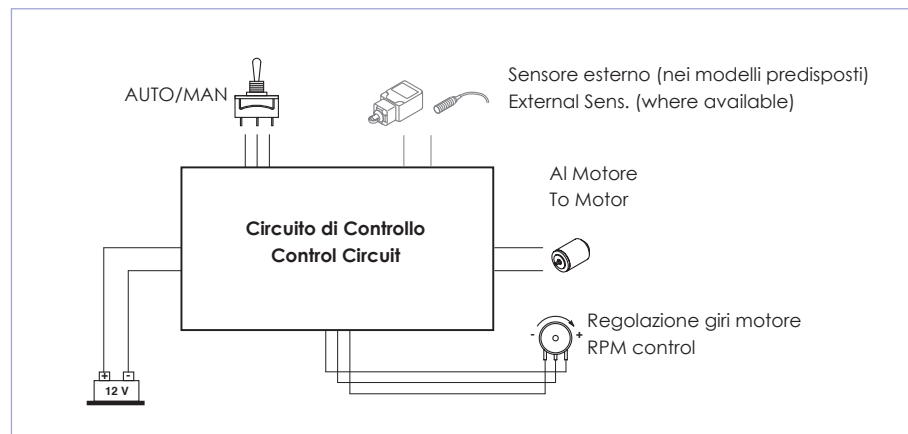 AUTO/MAN
Sensore esterno (nei modelli predisposti)
External Sens. (where available)
Al Motore
To Motor
Circuito di Controllo
Control Circuit
- +
Regolazione giri motore
RPM control
+ -
12 V